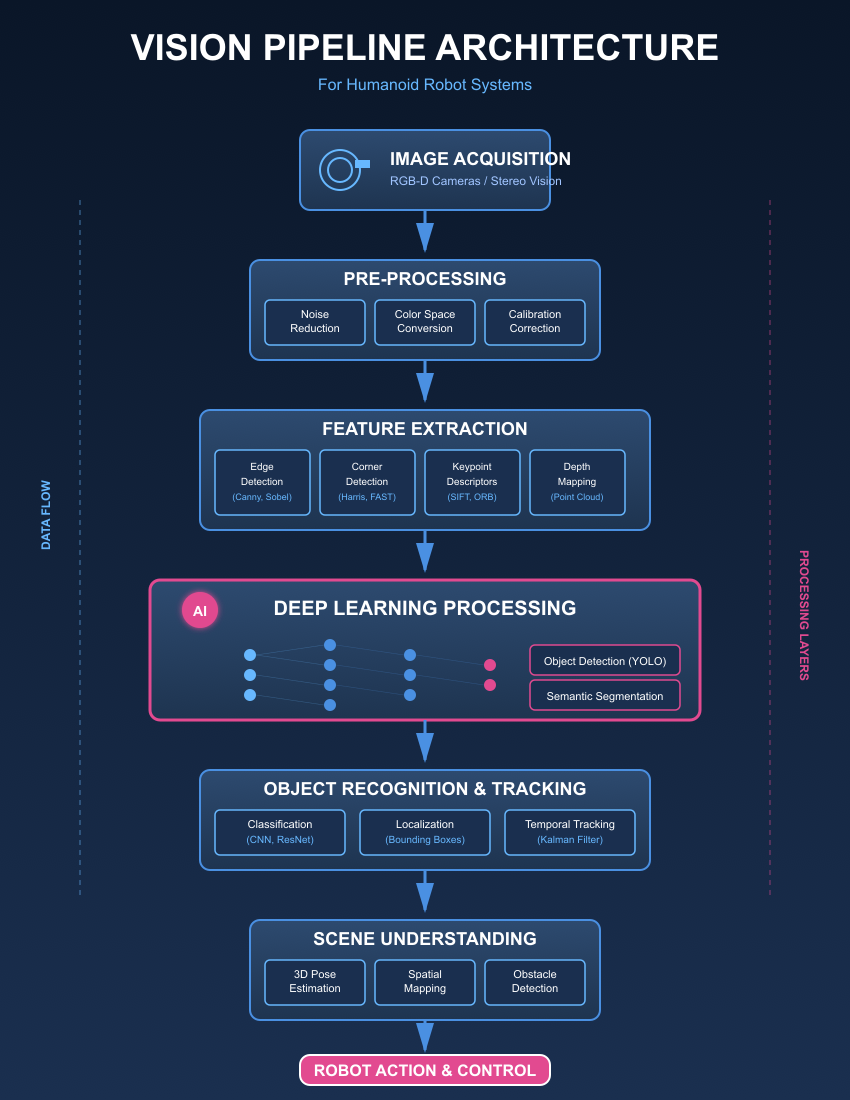 VISION PIPELINE ARCHITECTURE
For Humanoid Robot Systems
IMAGE ACQUISITION
RGB-D Cameras / Stereo Vision
PRE-PROCESSING
Noise
Reduction
Color Space
Conversion
Calibration
Correction
FEATURE EXTRACTION
Edge
Detection
(Canny, Sobel)
Corner
Detection
(Harris, FAST)
Keypoint
Descriptors
(SIFT, ORB)
Depth
Mapping
(Point Cloud)
DATA FLOW
PROCESSING LAYERS
AI
DEEP LEARNING PROCESSING
Object Detection (YOLO)
Semantic Segmentation
OBJECT RECOGNITION & TRACKING
Classification
(CNN, ResNet)
Localization
(Bounding Boxes)
Temporal Tracking
(Kalman Filter)
SCENE UNDERSTANDING
3D Pose
Estimation
Spatial
Mapping
Obstacle
Detection
ROBOT ACTION & CONTROL